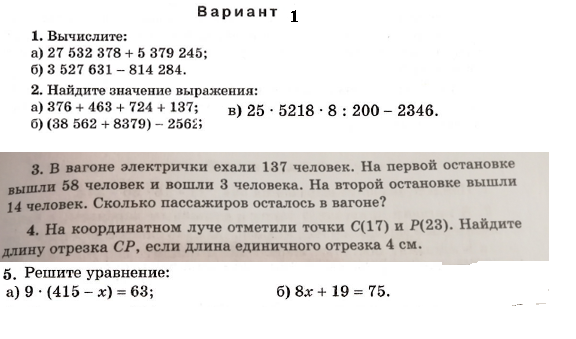 Вариант 1
1. Вычислите:
а) 27 532 378 + 5 379 245;
б) 3 527 631 – 814 284.
2. Найдите значение выражения:
а) 376 + 463 + 724 + 137; в) 25 · 5218 · 8 : 200 – 2346.
б) (38 562 + 8379) – 2562;
3. В вагоне электрички ехали 137 человек. На первой остановке
вышли 58 человек и вошли 3 человека. На второй остановке вышли
14 человек. Сколько пассажиров осталось в вагоне?
4. На координатном луче отметили точки C(17) и P(23). Найдите
длину отрезка CP, если длина единичного отрезка 4 см.
5. Решите уравнение:
а) 9 · (415 – x) = 63; б) 8x + 19 = 75.